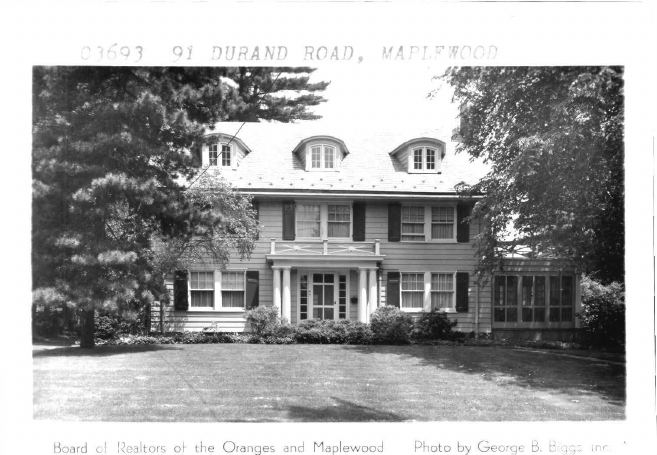 03693 91 DURAND ROAD, MAPLEWOOD
Board of Realtors of the Oranges and Maplewood Photo by George B. Biggs inc.